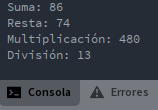 Suma: 86
Resta: 74
Multiplicación: 480
División: 13
Consola Errores